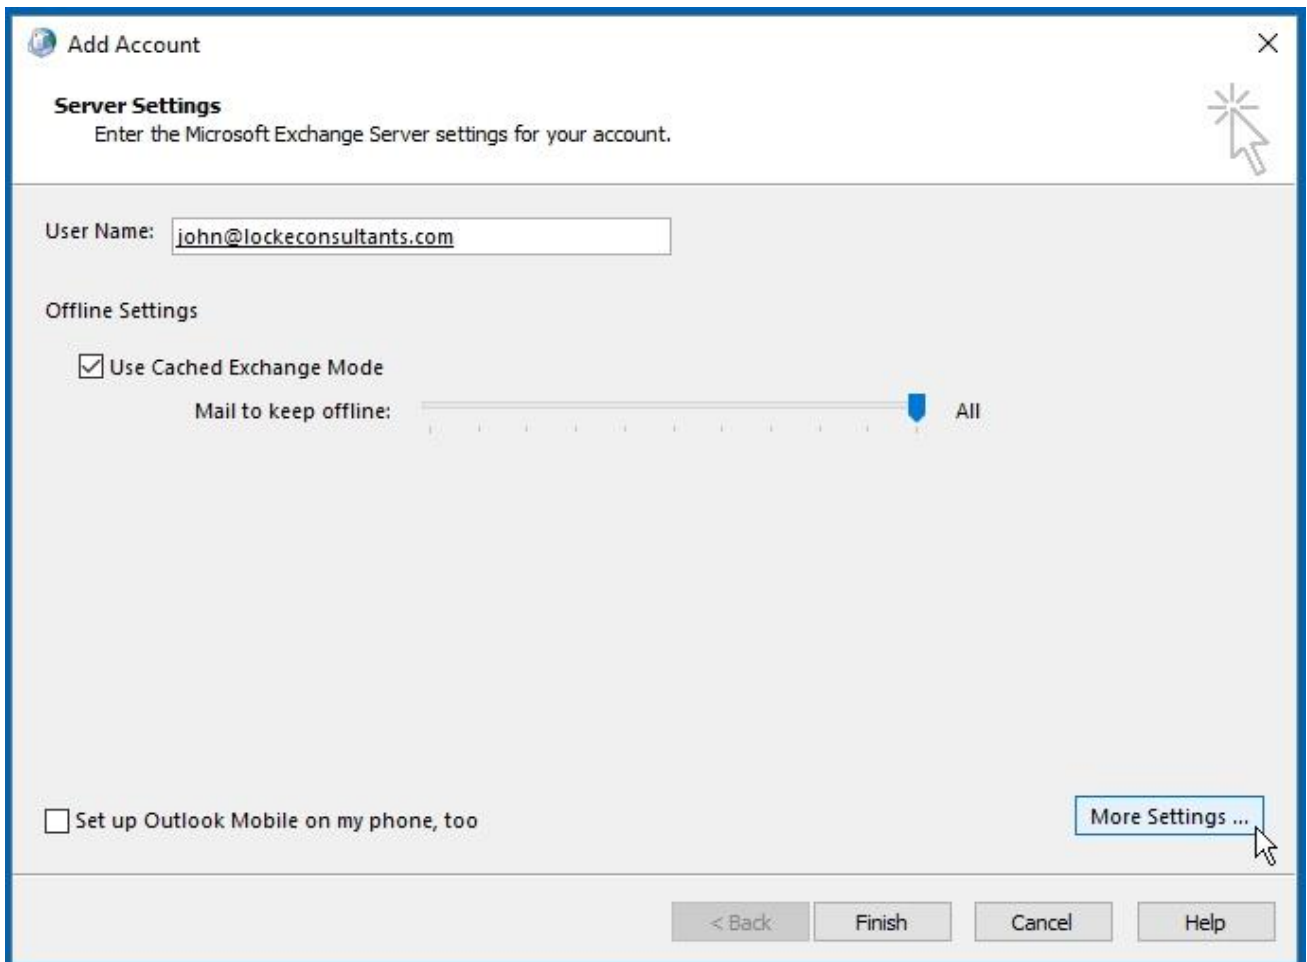 Add Account
Server Settings
Enter the Microsoft Exchange Server settings for your account.
User Name: john@lockeconsultants.com
Offline Settings
Use Cached Exchange Mode
Mail to keep offline: All
Set up Outlook Mobile on my phone, too
More Settings ...
< Back Finish Cancel Help